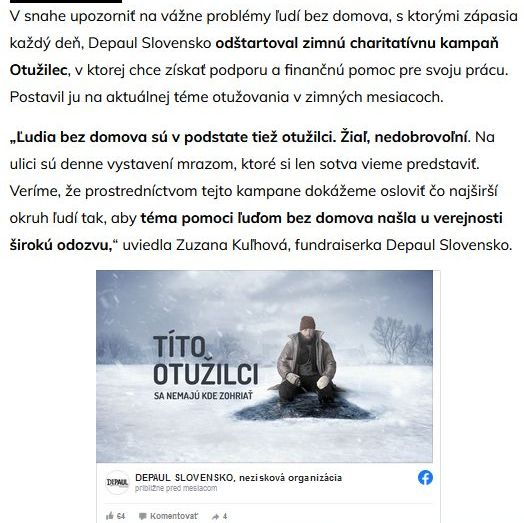 V snahe upozorniť na vážne problémy ľudí bez domova, s ktorými zápasia
každý deň, Depaul Slovensko odštartoval zimnú charitatívnu kampaň
Otužilec, v ktorej chce získať podporu a finančnú pomoc pre svoju prácu.
Postavil ju na aktuálnej téme otužovania v zimných mesiacoch.
„Ľudia bez domova sú v podstate tiež otužilci. Žiaľ, nedobrovoľní. Na
ulici sú denne vystavení mrazom, ktoré si len sotva vieme predstaviť.
Veríme, že prostredníctvom tejto kampane dokážeme osloviť čo najširší
okruh ľudí tak, aby téma pomoci ľuďom bez domova našla u verejnosti
širokú odozvu,“ uviedla Zuzana Kuľhová, fundraiserka Depaul Slovensko.
TÍTO
OTUŽILCI
SA NEMAJÚ KDE ZOHRIAŤ
DEPAUL
DEPAUL SLOVENSKO, nezisková organizácia
približne pred mesiacom
64 Komentovať 4